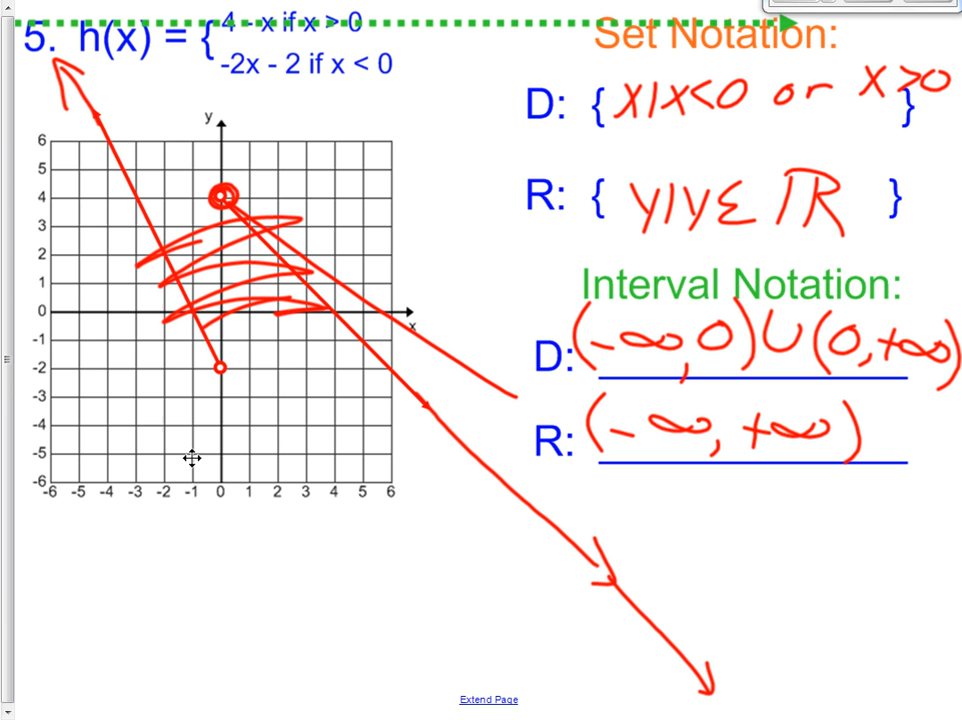 4 - x if x > 0
5. h(x) = {
-2x - 2 if x < 0
y
6
5
4
3
2
1
0
-1
-2
-3
-4
-5
-6
x
-6 -5 -4 -3 -2 -1 0 1 2 3 4 5 6
Set Notation:
D: { x|x<0 or x>0 }
R: { y|y∈ ℝ }
Interval Notation:
D: (-∞,0)∪(0,+∞)
R: (-∞,+∞)
Extend Page